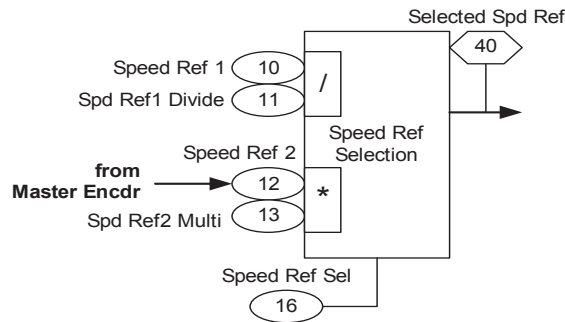 Selected Spd Ref
40
Speed Ref 1
10
/
Spd Ref1 Divide
11
Speed Ref
Selection
Speed Ref 2
from
Master Encdr
12
*
Spd Ref2 Multi
13
Speed Ref Sel
16